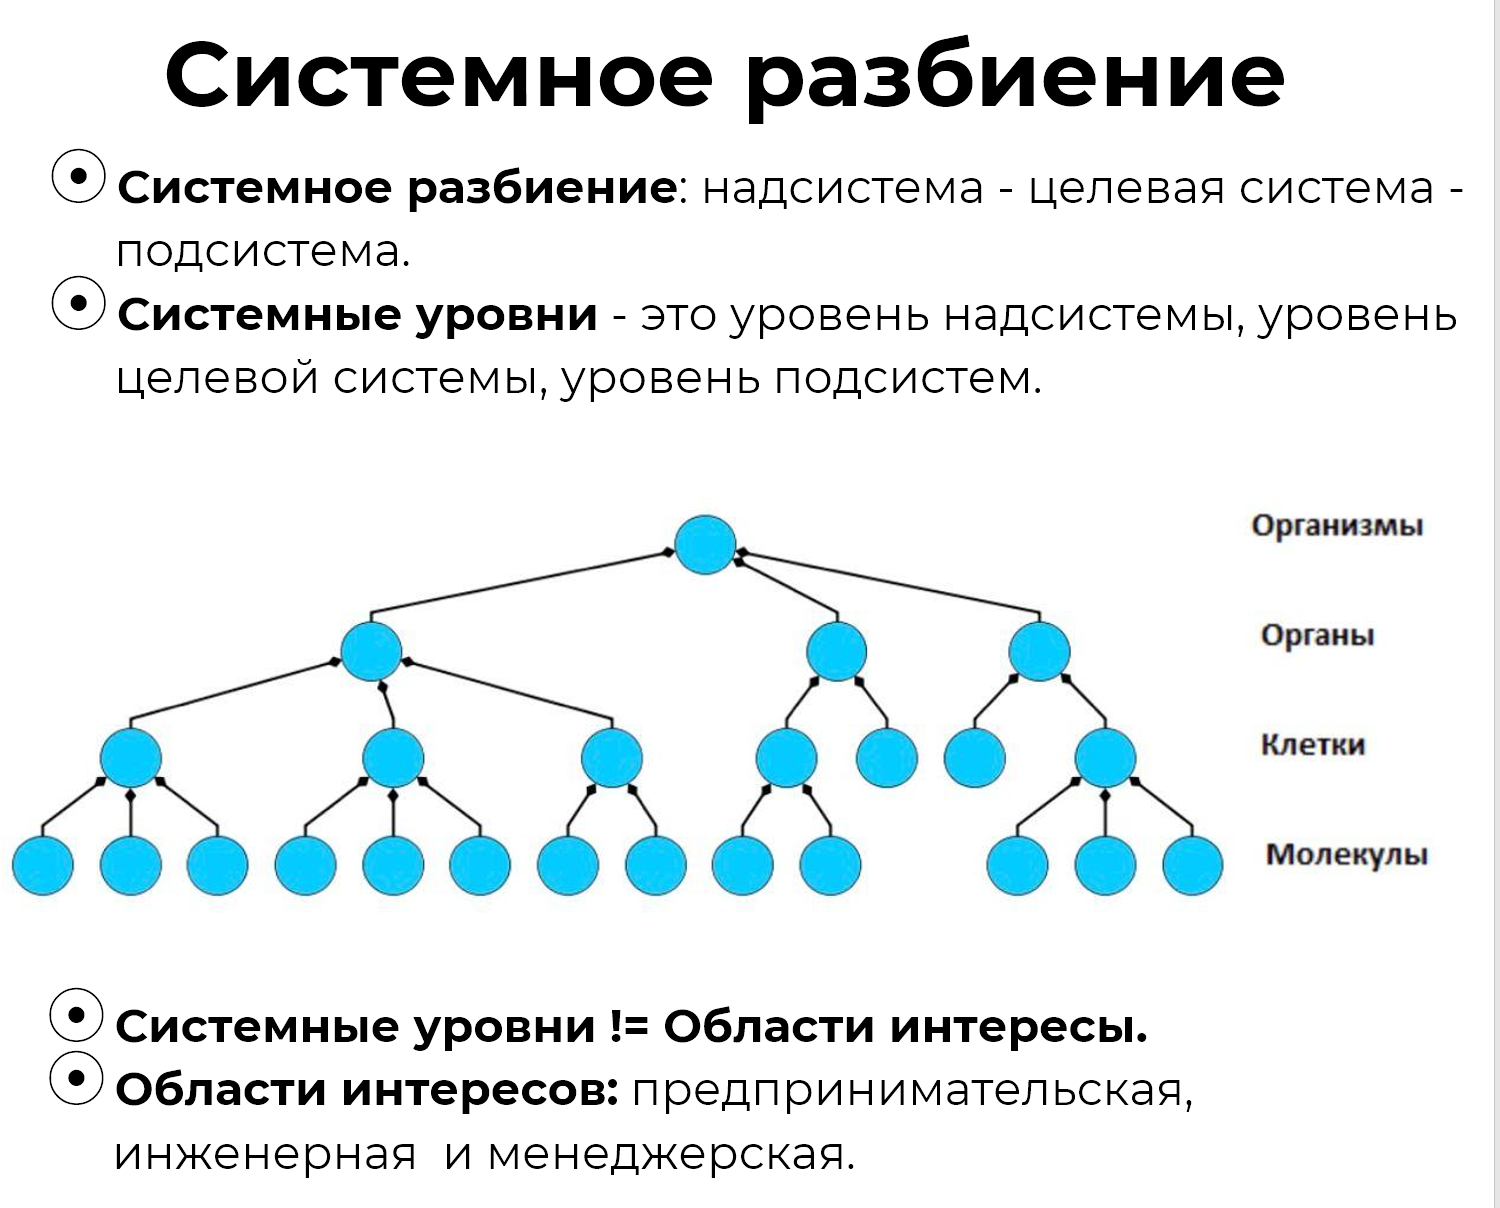 Системное разбиение
Системное разбиение: надсистема - целевая система -
подсистема.
Системные уровни - это уровень надсистемы, уровень
целевой системы, уровень подсистем.
Организмы
Органы
Клетки
Молекулы
Системные уровни != Области интересы.
Области интересов: предпринимательская,
инженерная  и менеджерская.